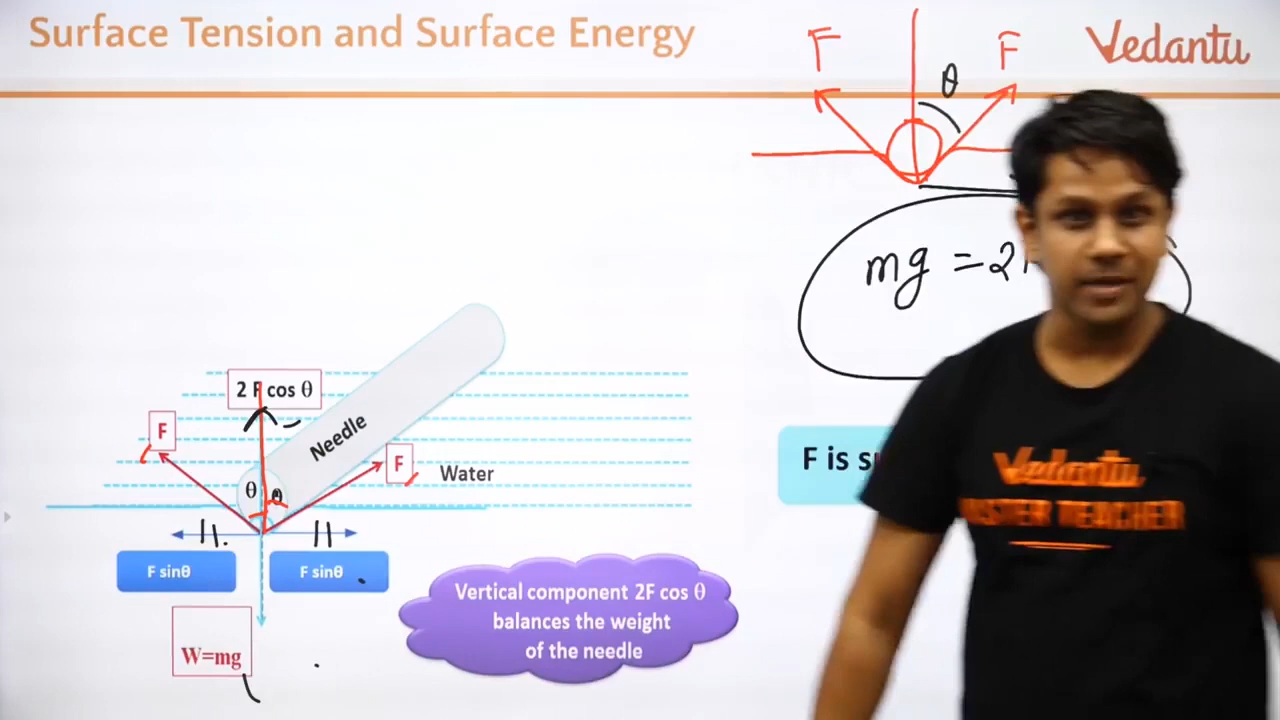 Surface Tension and Surface Energy
Vedantu
F
F
θ
mg = 2
F is
2 F cos θ
F
F
Needle
Water
θ
θ
F sinθ
F sinθ
W=mg
Vertical component 2F cos θ
balances the weight
of the needle
Vedantu
MASTER TEACHER